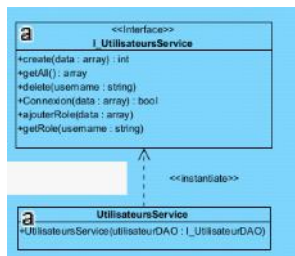 a
<<Interface>>
I_UtilisateursService
+create(data : array) : int
+getAll() : array
+delete(username : string)
+Connexion(data : array) : bool
+ajouterRole(data : array)
+getRole(username : string)
<<instantiate>>
a
UtilisateursService
+UtilisateursService(utilisateurDAO : I_UtilisateurDAO)